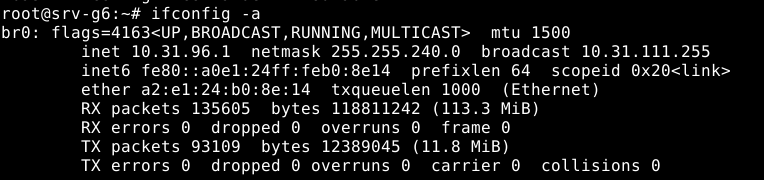 root@srv-g6:~# ifconfig -a
br0: flags=4163<UP,BROADCAST,RUNNING,MULTICAST>  mtu 1500
        inet 10.31.96.1  netmask 255.255.240.0  broadcast 10.31.111.255
        inet6 fe80::a0e1:24ff:feb0:8e14  prefixlen 64  scopeid 0x20<link>
        ether a2:e1:24:b0:8e:14  txqueuelen 1000  (Ethernet)
        RX packets 135605  bytes 118811242 (113.3 MiB)
        RX errors 0  dropped 0  overruns 0  frame 0
        TX packets 93109  bytes 12389045 (11.8 MiB)
        TX errors 0  dropped 0 overruns 0  carrier 0  collisions 0